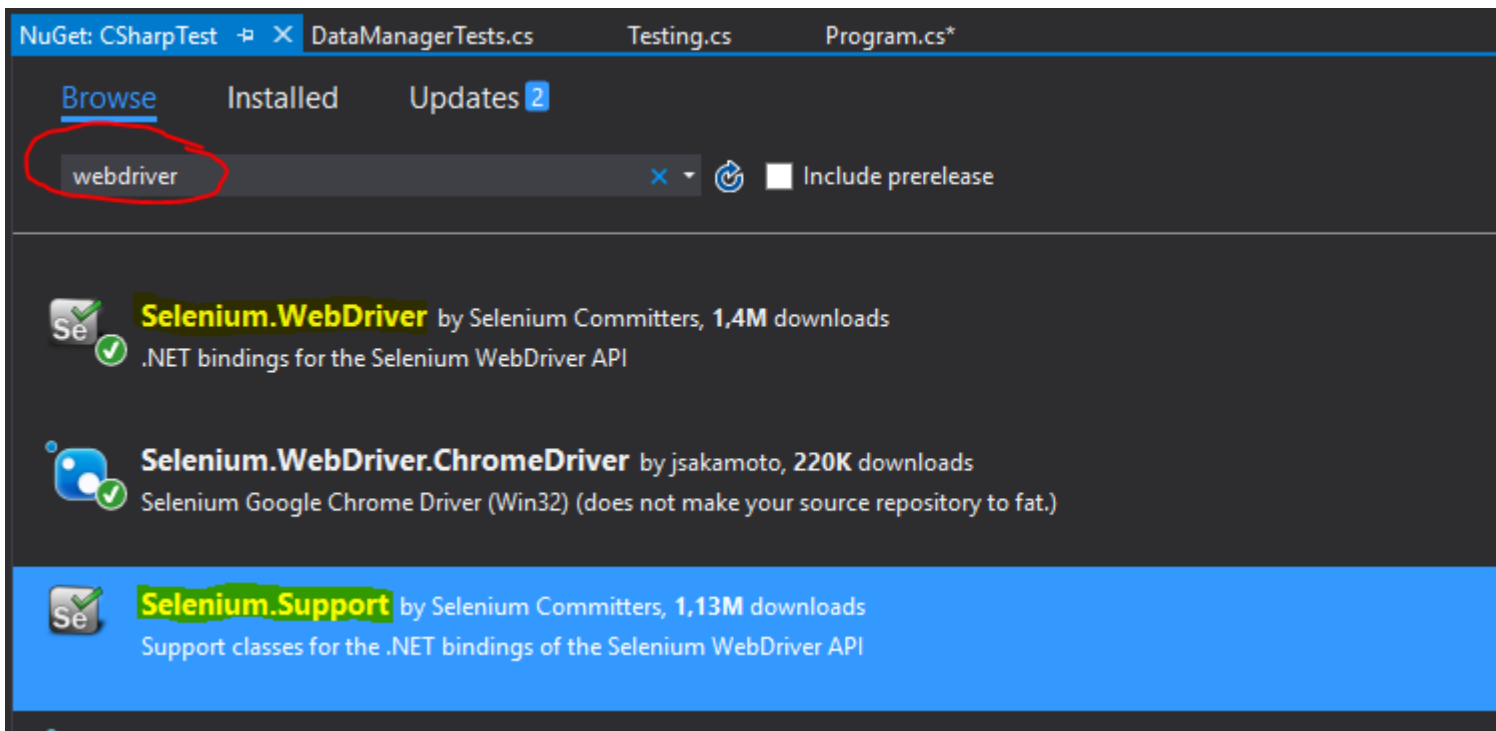 NuGet: CSharpTest DataManagerTests.cs Testing.cs Program.cs*
Browse Installed Updates 2
webdriver Include prerelease
Se Selenium.WebDriver by Selenium Committers, 1,4M downloads
.NET bindings for the Selenium WebDriver API
Selenium.WebDriver.ChromeDriver by jsakamoto, 220K downloads
Selenium Google Chrome Driver (Win32) (does not make your source repository to fat.)
Se Selenium.Support by Selenium Committers, 1,13M downloads
Support classes for the .NET bindings of the Selenium WebDriver API